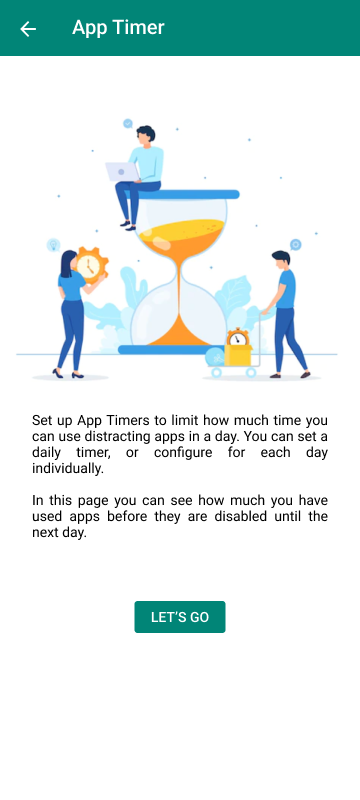 App Timer
Set up App Timers to limit how much time you
can use distracting apps in a day. You can set a
daily timer, or configure for each day
individually.
In this page you can see how much you have
used apps before they are disabled until the
next day.
LET'S GO